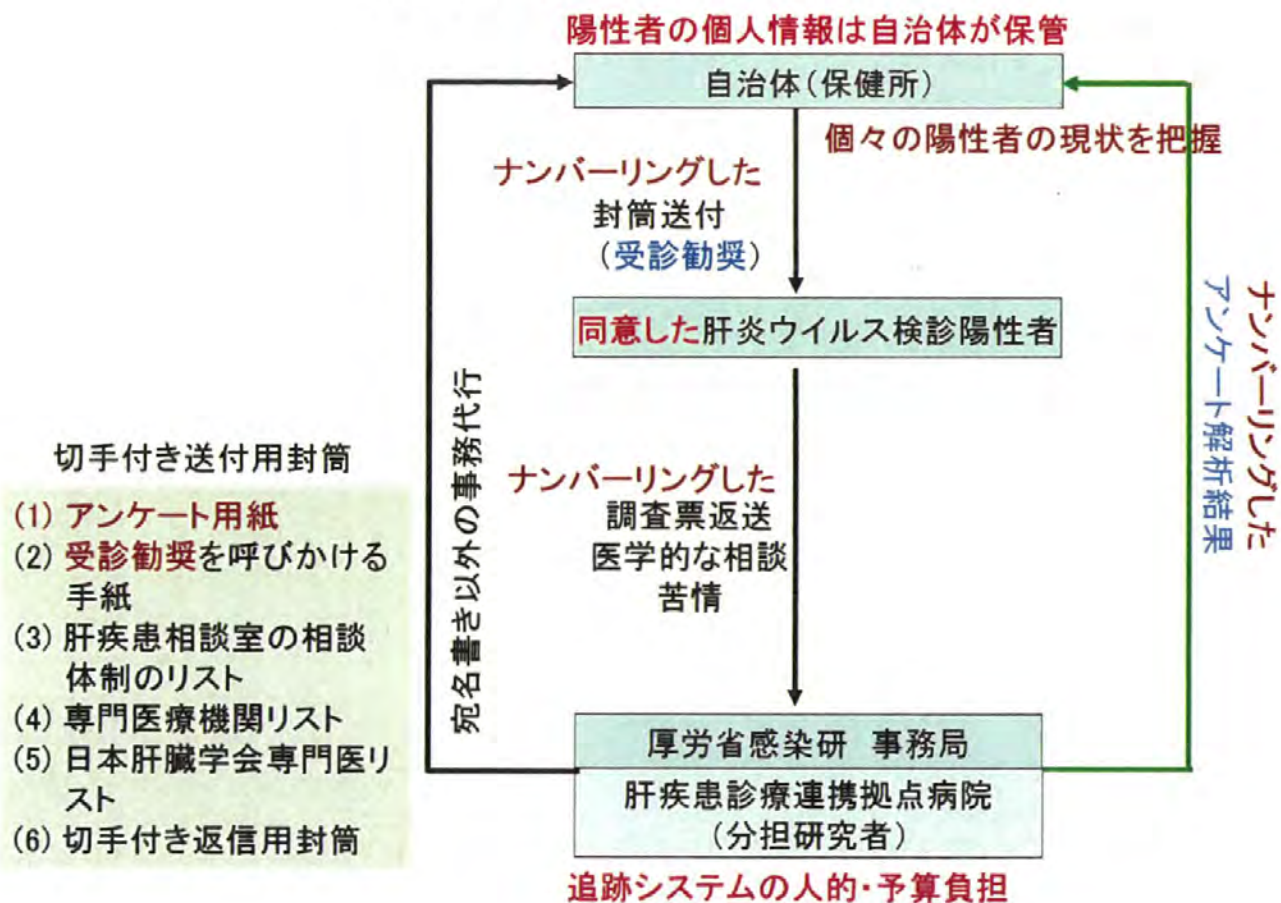 陽性者の個人情報は自治体が保管
自治体(保健所)
個々の陽性者の現状を把握
ナンバーリングした
封筒送付
(受診勧奨)
同意した肝炎ウイルス検診陽性者
宛名書き以外の事務代行
ナンバーリングした
アンケート解析結果
ナンバーリングした
調査票返送
医学的な相談
苦情
切手付き送付用封筒
(1) アンケート用紙
(2) 受診勧奨を呼びかける
手紙
(3) 肝疾患相談室の相談
体制のリスト
(4) 専門医療機関リスト
(5) 日本肝臓学会専門医リ
スト
(6) 切手付き返信用封筒
厚労省感染研 事務局
肝疾患診療連携拠点病院
(分担研究者)
追跡システムの人的・予算負担